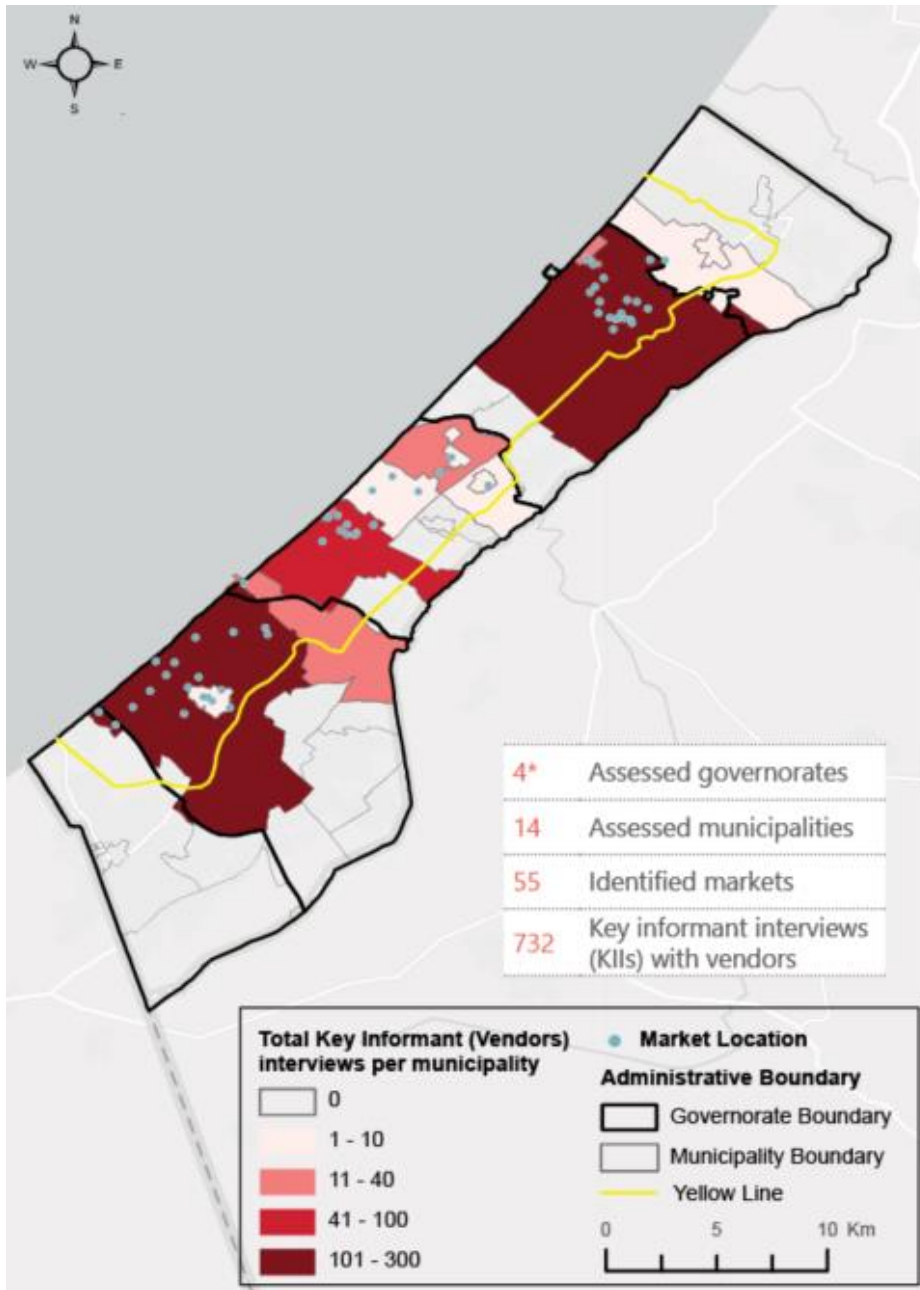 N
W E
S
4* Assessed governorates
14 Assessed municipalities
55 Identified markets
732 Key informant interviews
(KIIs) with vendors
Total Key Informant (Vendors)
interviews per municipality
0
1 - 10
11 - 40
41 - 100
101 - 300
Market Location
Administrative Boundary
Governorate Boundary
Municipality Boundary
Yellow Line
0 5 10 Km